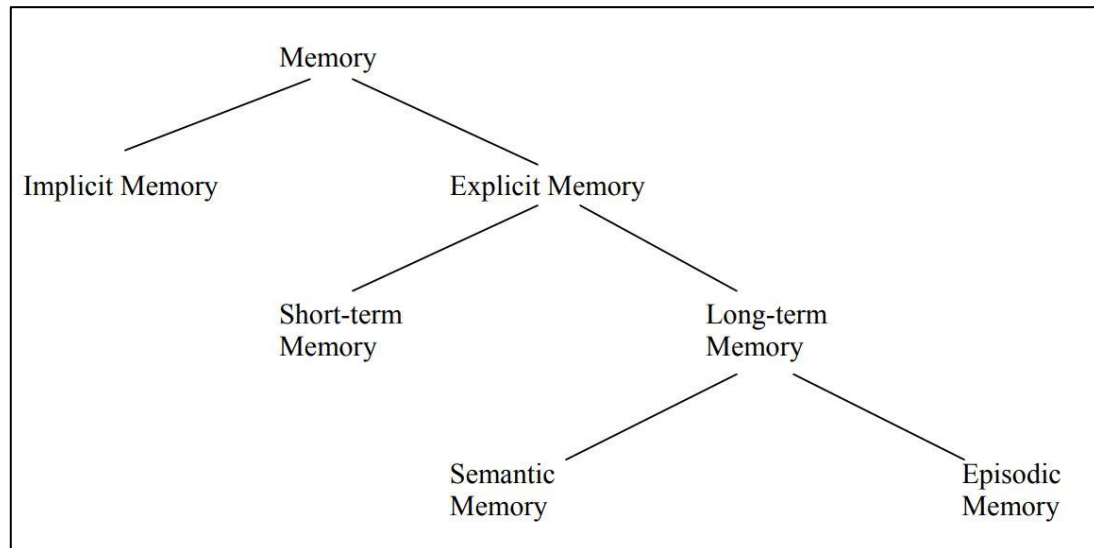 Memory
Implicit Memory
Explicit Memory
Short-term
Memory
Long-term
Memory
Semantic
Memory
Episodic
Memory